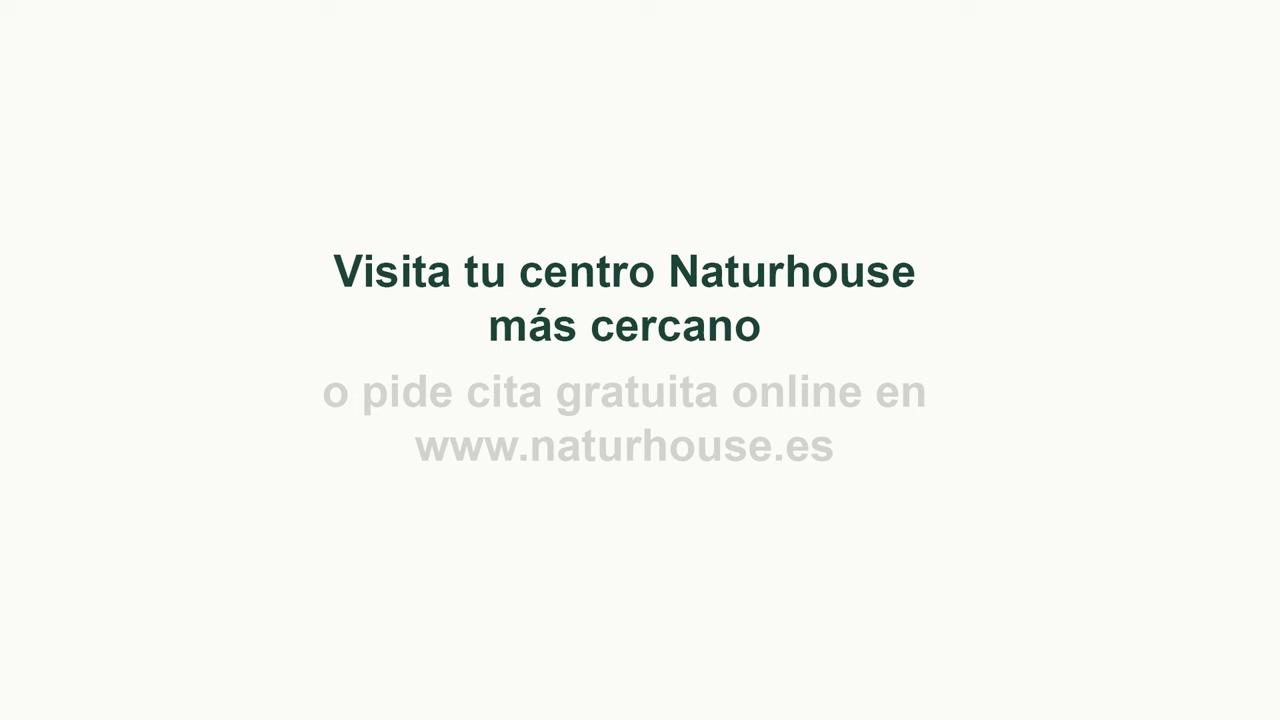 Visita tu centro Naturhouse
más cercano
o pide cita gratuita online en
www.naturhouse.es